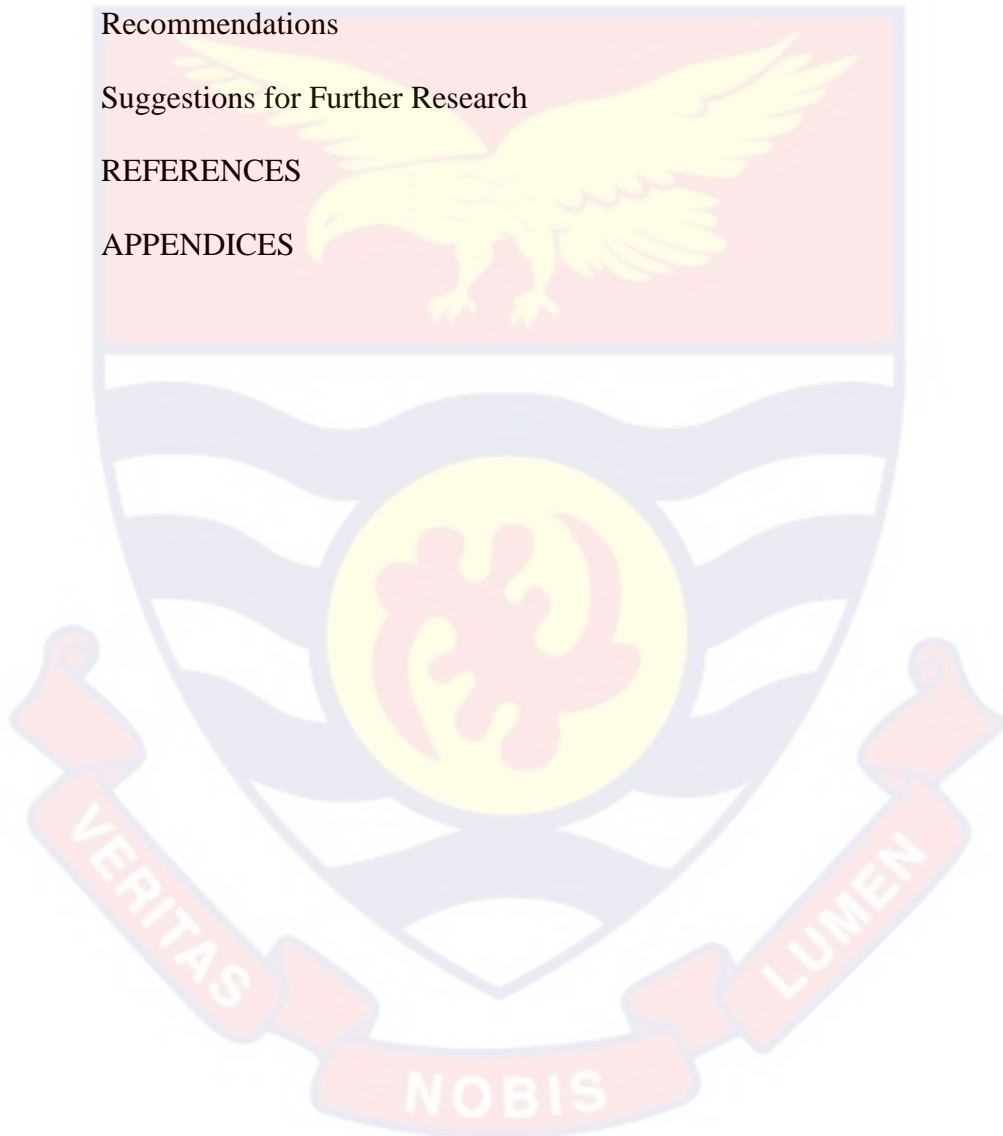 Recommendations
Suggestions for Further Research
REFERENCES
APPENDICES
VERITAS
NOBIS
LUMEN